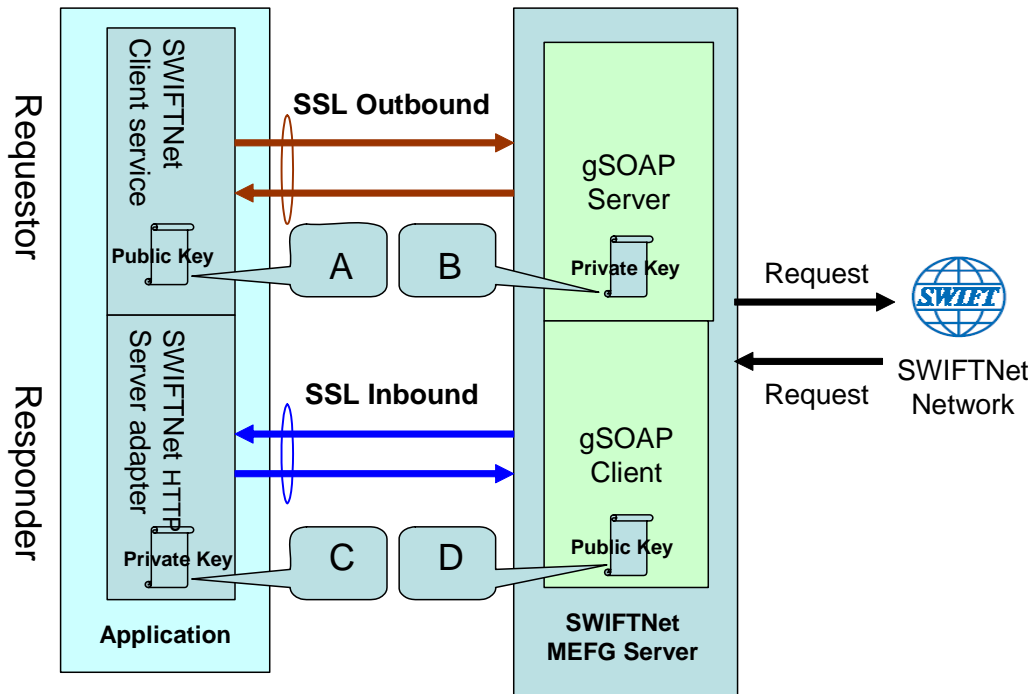 Requestor
SWIFTNet
Client service
Public Key
SSL Outbound
A
B
gSOAP
Server
Private Key
Request
SWIFT
Request
SWIFTNet
Network
Responder
SWIFTNet HTTP
Server adapter
Private Key
SSL Inbound
C
D
gSOAP
Client
Public Key
Application
SWIFTNet
MEFG Server